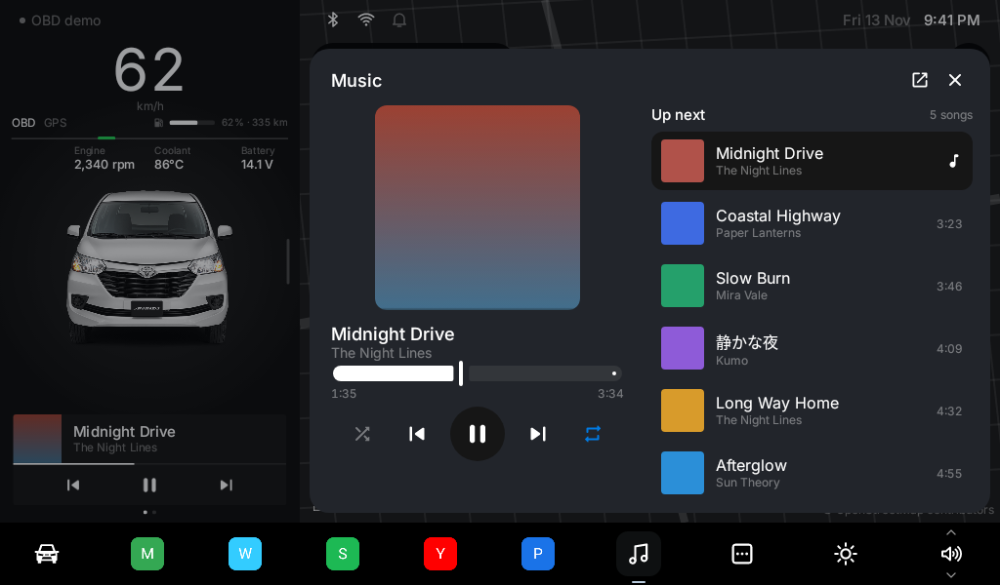 OBD demo
Fri 13 Nov 9:41 PM
62
km/h
OBD GPS 62% · 335 km
Engine Coolant Battery
2,340 rpm 86°C 14.1 V
Midnight Drive
The Night Lines
Music
Midnight Drive
The Night Lines
1:35 3:34
Up next 5 songs
Midnight Drive
The Night Lines
Coastal Highway
Paper Lanterns
3:23
Slow Burn
Mira Vale
3:46
静かな夜
Kumo
4:09
Long Way Home
The Night Lines
4:32
Afterglow
Sun Theory
4:55
M W S Y P